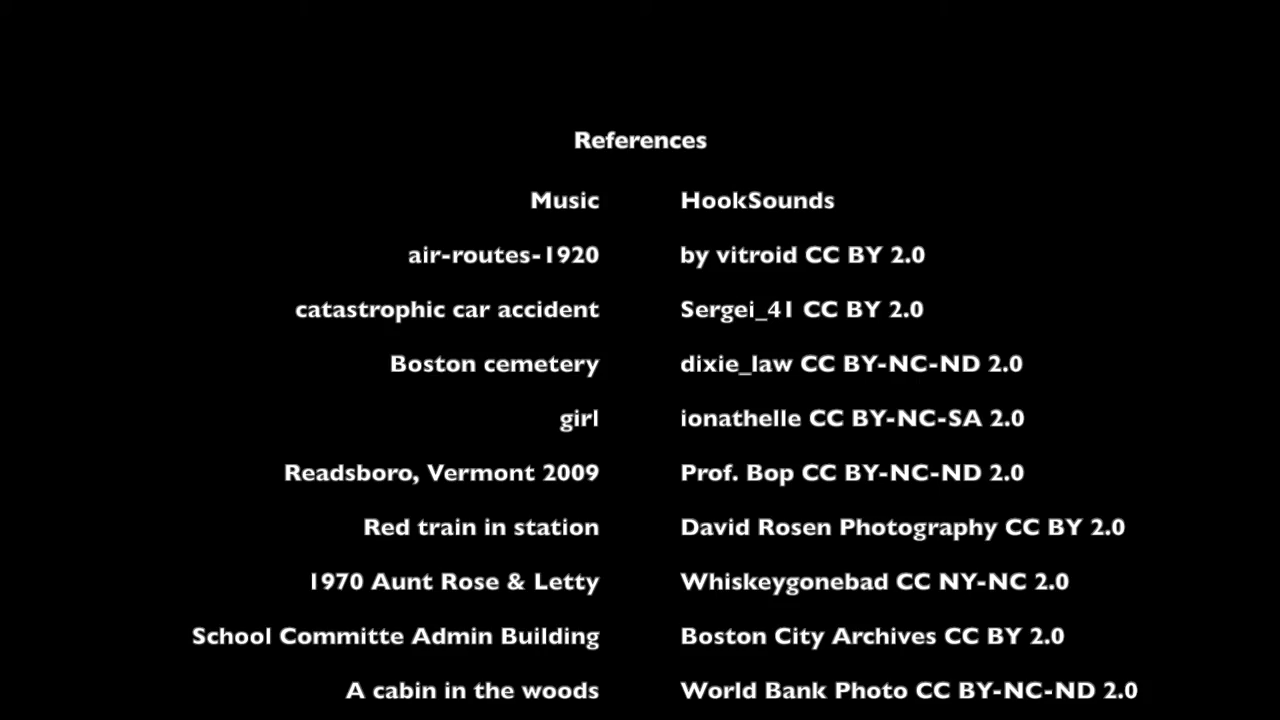 References
Music HookSounds
air-routes-1920 by vitroid CC BY 2.0
catastrophic car accident Sergei_41 CC BY 2.0
Boston cemetery dixie_law CC BY-NC-ND 2.0
girl ionathelle CC BY-NC-SA 2.0
Readsboro, Vermont 2009 Prof. Bop CC BY-NC-ND 2.0
Red train in station David Rosen Photography CC BY 2.0
1970 Aunt Rose & Letty Whiskeygonebad CC NY-NC 2.0
School Committe Admin Building Boston City Archives CC BY 2.0
A cabin in the woods World Bank Photo CC BY-NC-ND 2.0